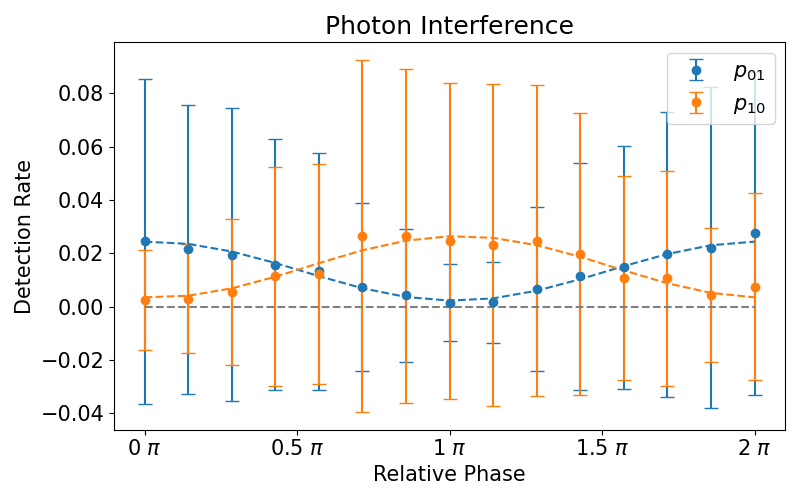 Photon Interference
p01
p10
Detection Rate
0.08
0.06
0.04
0.02
0.00
−0.02
−0.04
0 π
0.5 π
1 π
1.5 π
2 π
Relative Phase